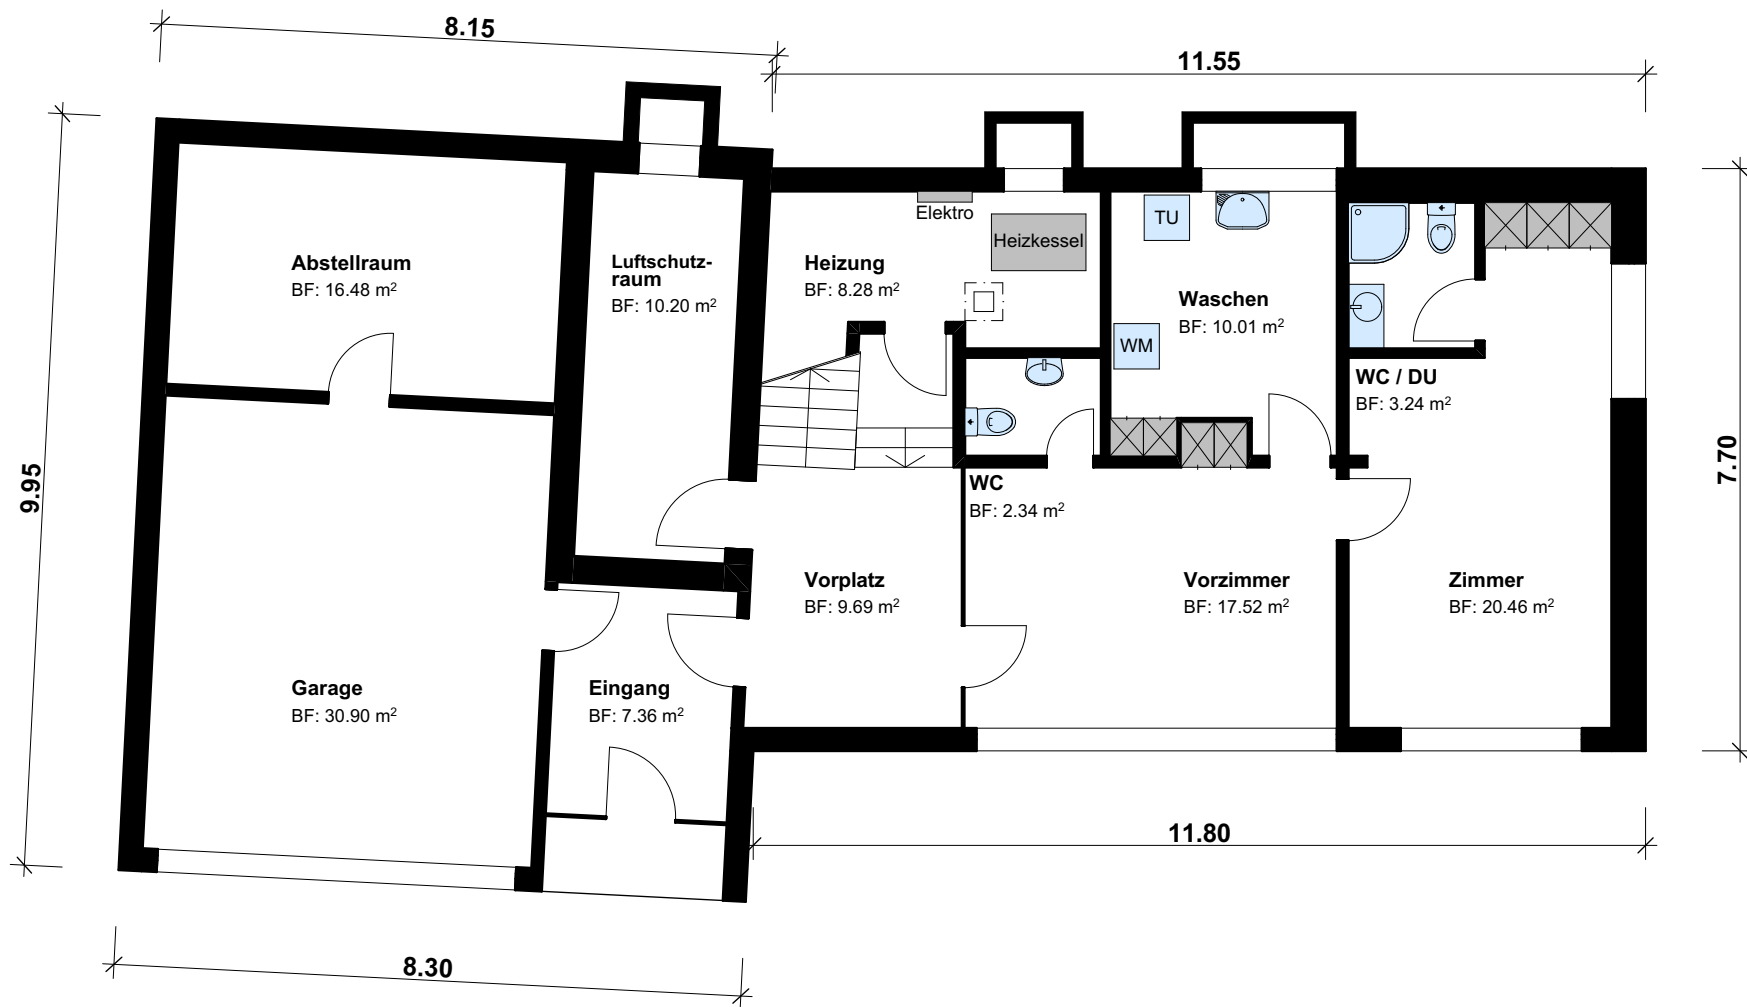 8.15
11.55
Elektro
TU
Heizkessel
Abstellraum
BF: 16.48 m²
Luftschutz-
raum
BF: 10.20 m²
Heizung
BF: 8.28 m²
Waschen
BF: 10.01 m²
WM
WC / DU
BF: 3.24 m²
9.95
7.70
WC
BF: 2.34 m²
Vorplatz
BF: 9.69 m²
Vorzimmer
BF: 17.52 m²
Zimmer
BF: 20.46 m²
Garage
BF: 30.90 m²
Eingang
BF: 7.36 m²
11.80
8.30